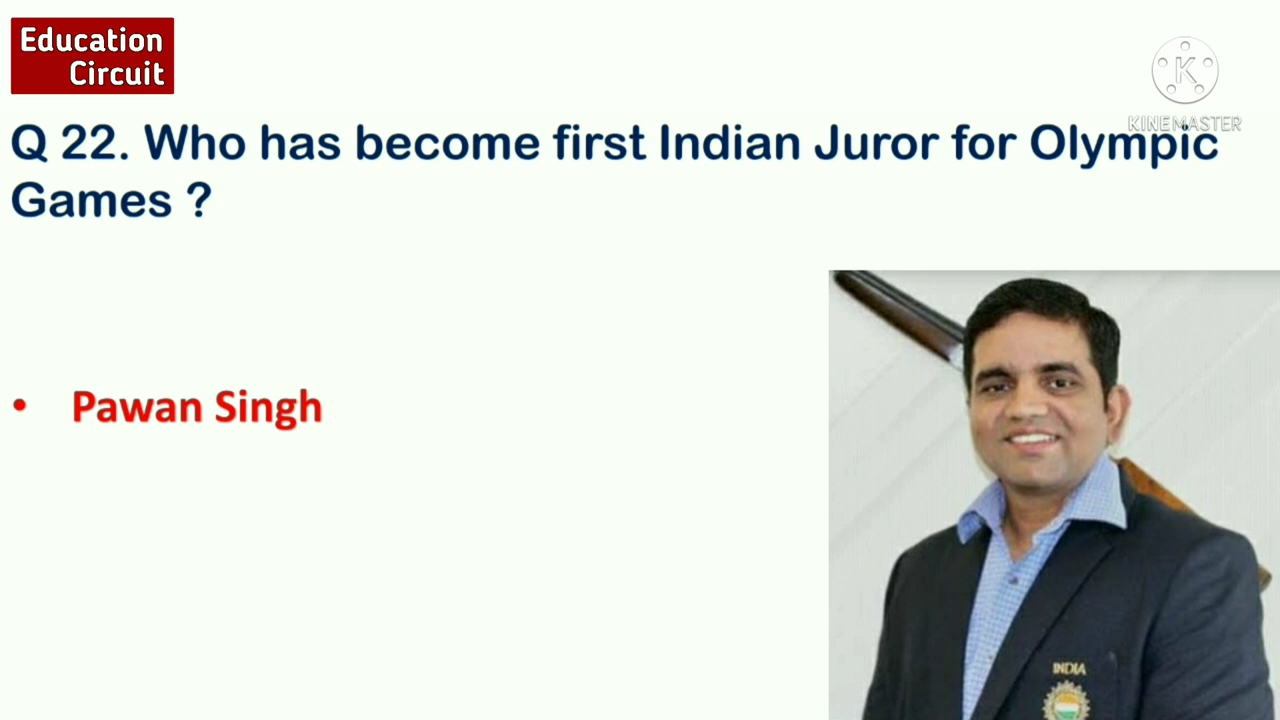 Education
Circuit
K
KINEMASTER
Q 22. Who has become first Indian Juror for Olympic
Games ?
• Pawan Singh
INDIA